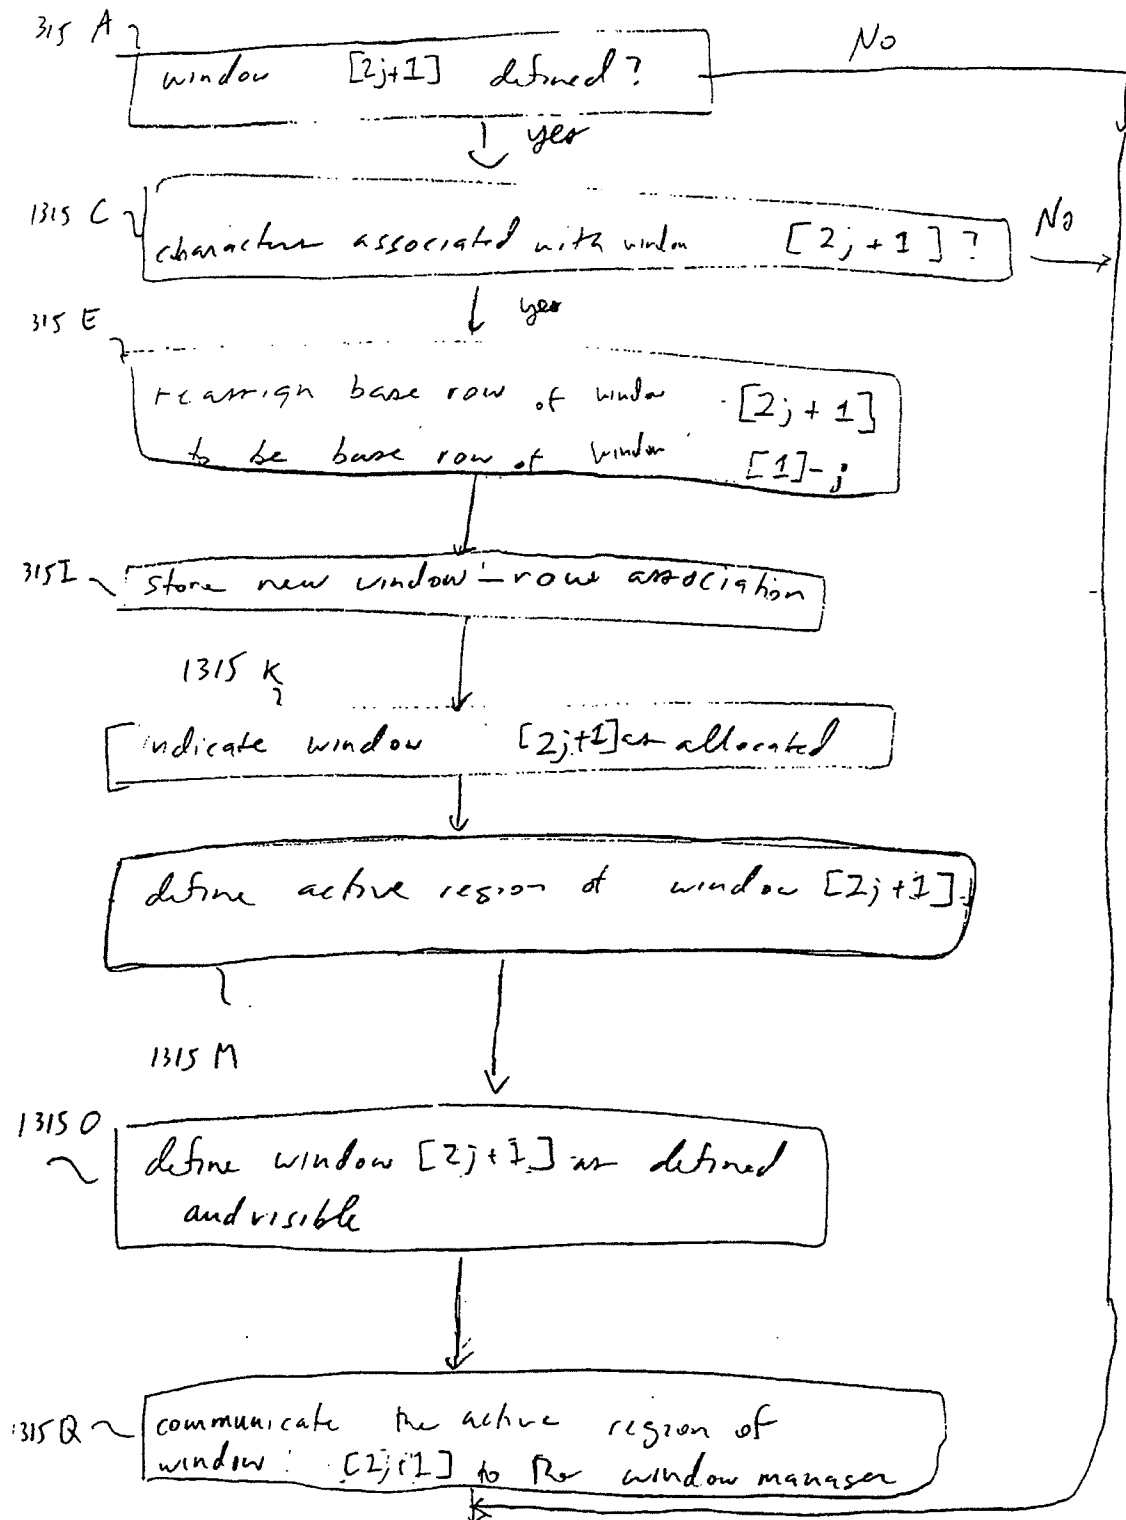 315 A
No
window [2j+1] defined?
yes
1315 C
No
characters associated with window [2j+1]?
yes
315 E
reassign base row of window [2j+1]
to be base row of window [1]-j
315I
store new window-row association
1315 K
indicate window [2j+1] as allocated
define active region of window [2j+1]
1315 M
1315 O
define window [2j+1] as defined
and visible
1315Q
communicate the active region of
window [2j+1] to the window manager